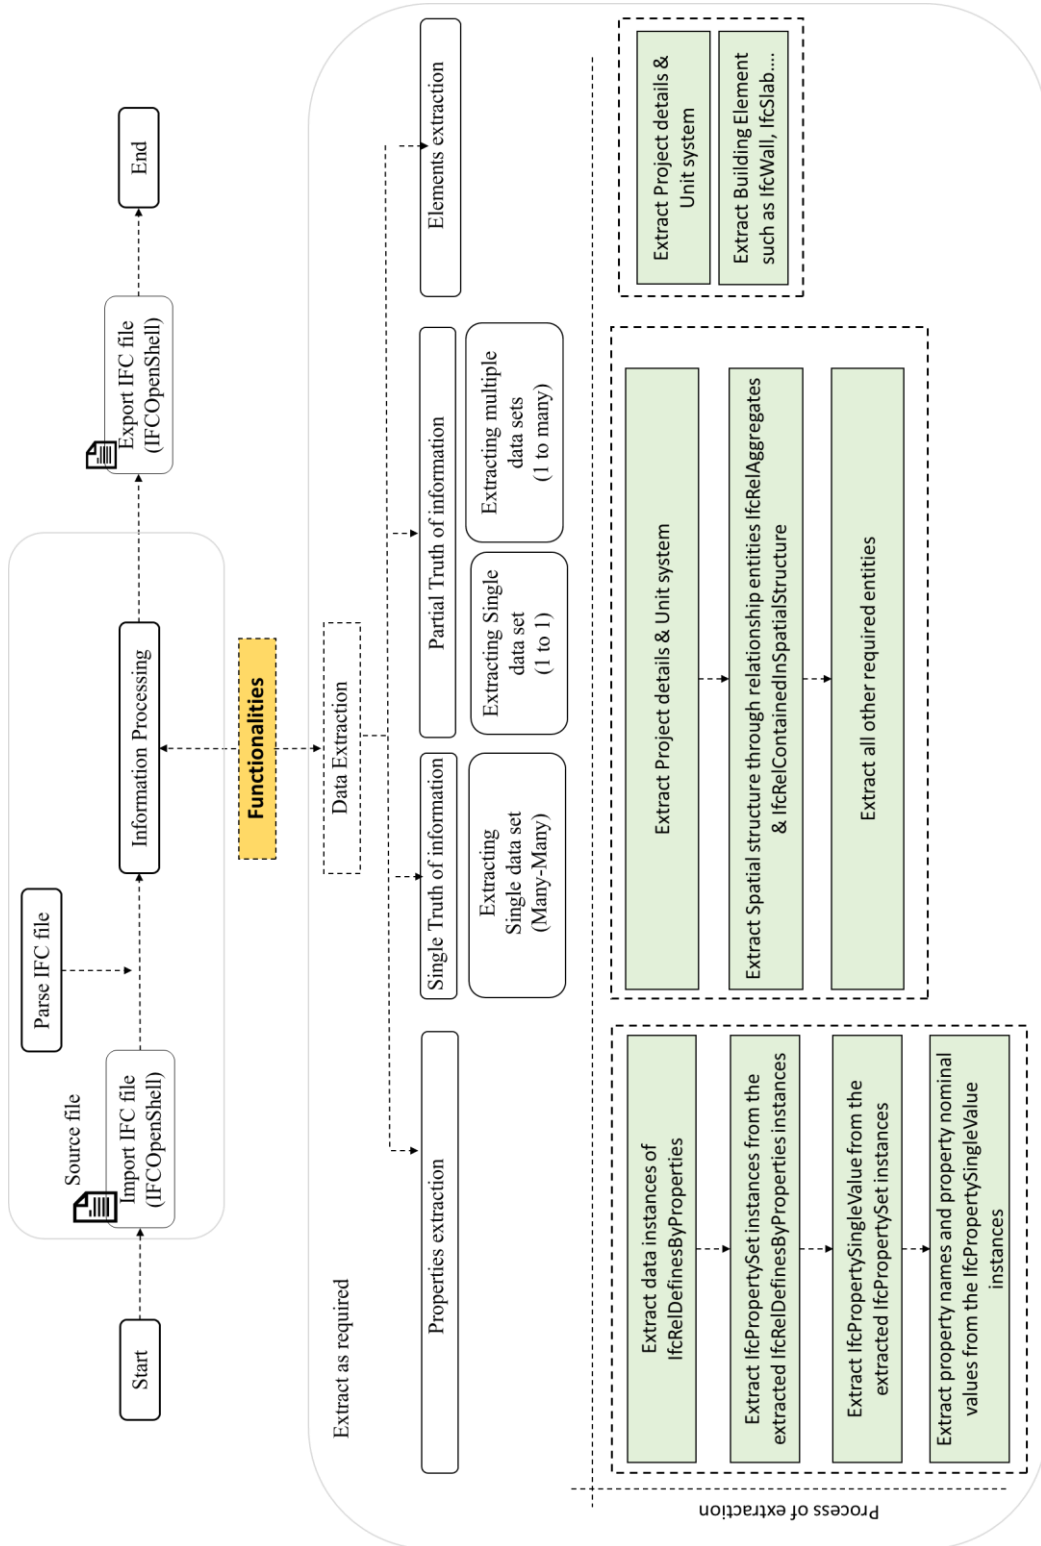 Start
Source file
Import IFC file
(IFCOpenShell)
Parse IFC file
Information Processing
Export IFC file
(IFCOpenShell)
End
Functionalities
Extract as required
Data Extraction
Properties extraction
Single Truth of information
Partial Truth of information
Elements extraction
Extracting
Single data set
(Many-Many)
Extracting Single
data set
(1 to 1)
Extracting multiple
data sets
(1 to many)
Process of extraction
Extract data instances of
IfcRelDefinesByProperties
Extract IfcPropertySet instances from the
extracted IfcRelDefinesByProperties instances
Extract IfcPropertySingleValue from the
extracted IfcPropertySet instances
Extract property names and property nominal
values from the IfcPropertySingleValue
instances
Extract Project details & Unit system
Extract Spatial structure through relationship entities IfcRelAggregates
& IfcRelContainedInSpatialStructure
Extract all other required entities
Extract Project details &
Unit system
Extract Building Element
such as IfcWall, IfcSlab....